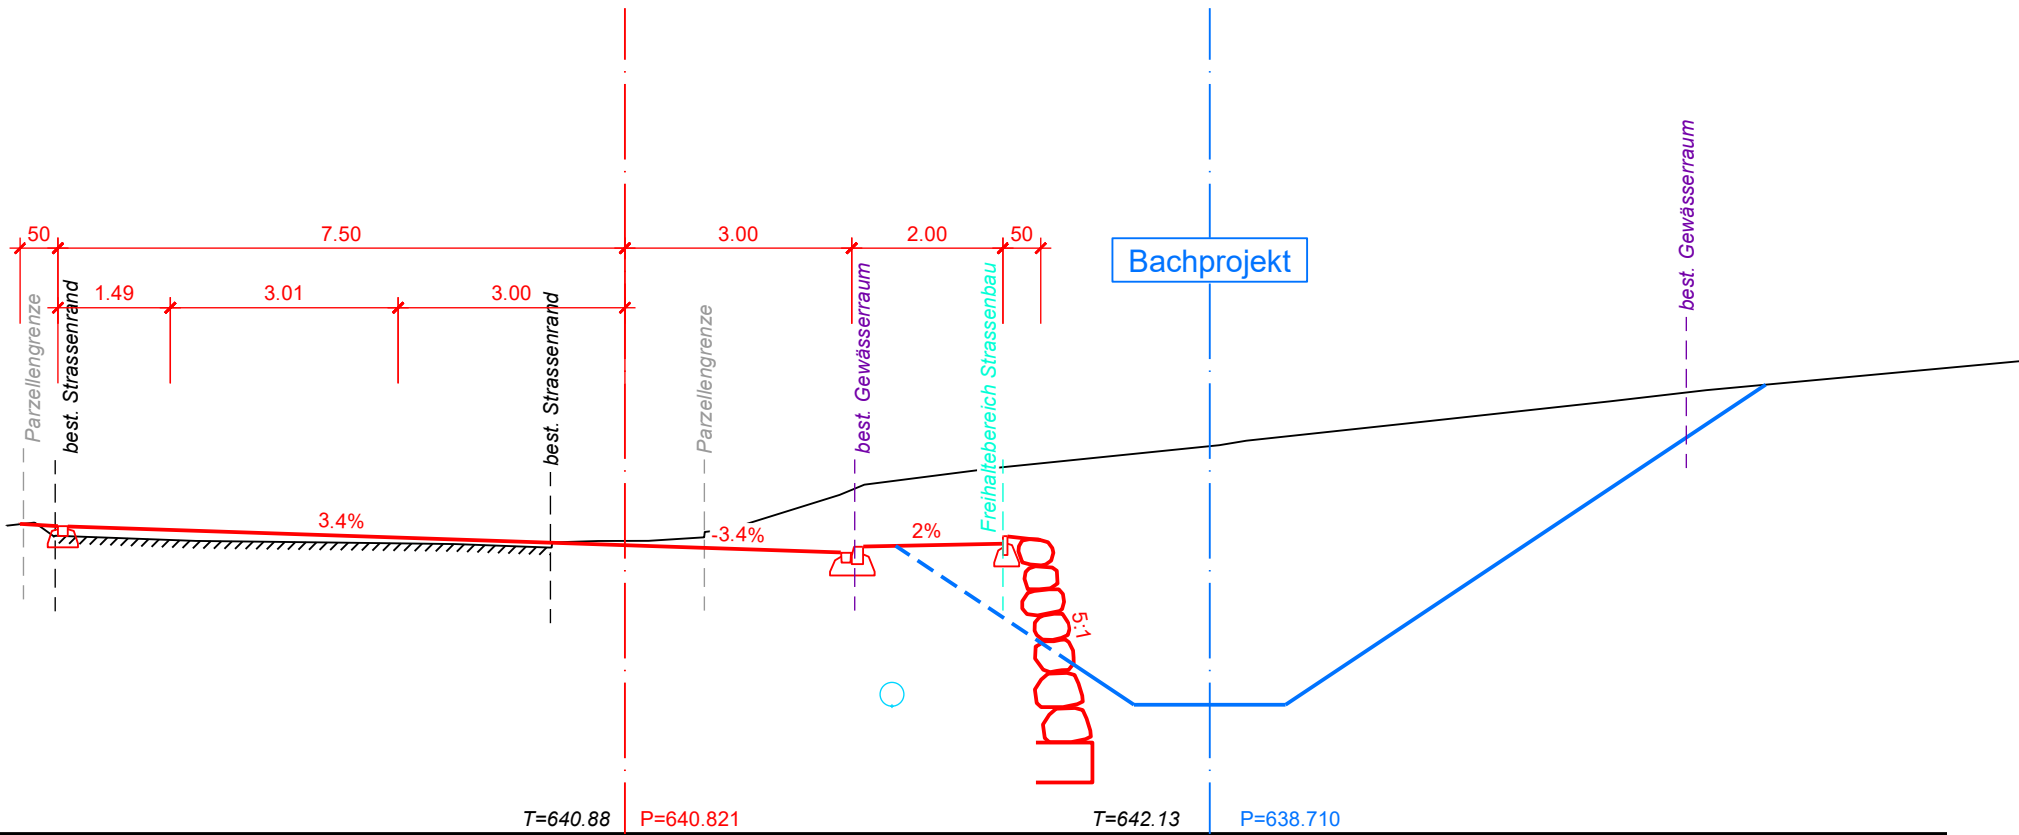 50
7.50
3.00
2.00
50
Bachprojekt
1.49
3.01
3.00
Parzellengrenze
best. Strassenrand
best. Strassenrand
Parzellengrenze
best. Gewässerraum
Freihaltebereich Strassenbau
best. Gewässerraum
3.4%
-3.4%
2%
5:1
T=640.88
P=640.821
T=642.13
P=638.710